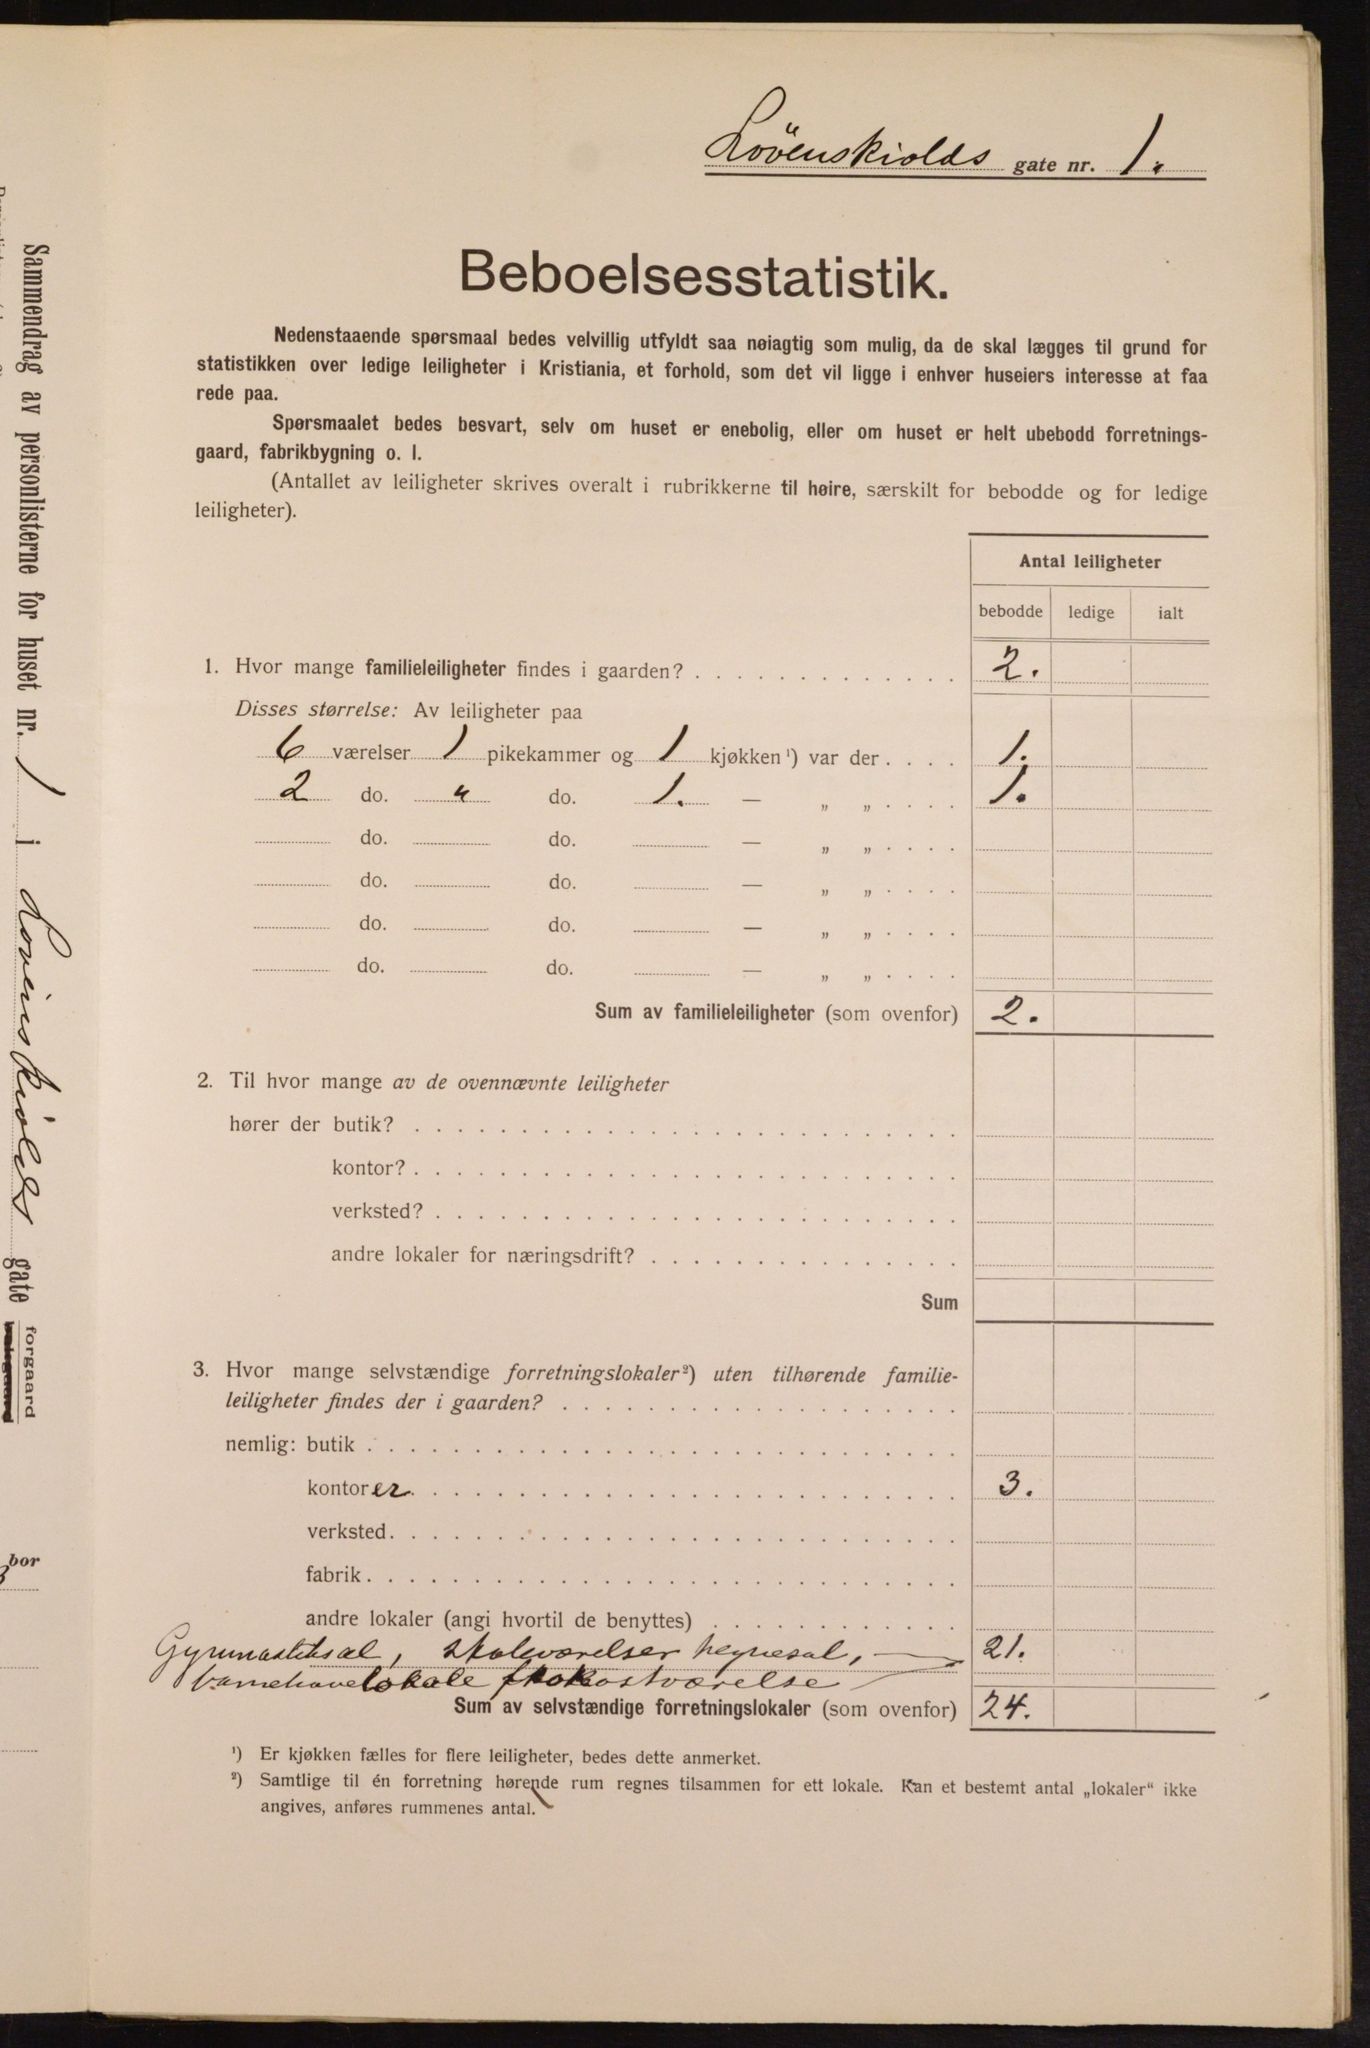 Lövenskiolds gate nr. 1.
Beboelsesstatistik.
Nedenstaaende spørsmaal bedes velvillig utfyldt saa nøiagtig som mulig, da de skal lægges til grund for
statistikken over ledige leiligheter i Kristiania, et forhold, som det vil ligge i enhver huseiers interesse at faa
rede paa.
Spørsmaalet bedes besvart, selv om huset er enebolig, eller om huset er helt ubebodd forretnings-
gaard, fabrikbygning o. l.
(Antallet av leiligheter skrives overalt i rubrikkerne til høire, særskilt for bebodde og for ledige
leiligheter).
Antal leiligheter
bebodde ledige ialt
1. Hvor mange familieleiligheter findes i gaarden? . . . . . . . . . . . . . 2.
Disses størrelse: Av leiligheter paa
6 værelser 1 pikekammer og 1 kjøkken ¹) var der . . . . 1.
2 do. " do. 1. — „ „ . . . . 1.
do. do. — „ „ . . . .
do. do. — „ „ . . . .
do. do. — „ „ . . . .
do. do. — „ „ . . . .
Sum av familieleiligheter (som ovenfor) 2.
2. Til hvor mange av de ovennævnte leiligheter
hører der butik? . . . . . . . . . . . . . . . . . . . . . . . . .
kontor? . . . . . . . . . . . . . . . . . . . . . . . . .
verksted? . . . . . . . . . . . . . . . . . . . . . . . .
andre lokaler for næringsdrift? . . . . . . . . . . . . . .
Sum
3. Hvor mange selvstændige forretningslokaler²) uten tilhørende familie-
leiligheter findes der i gaarden? . . . . . . . . . . . . . . . . . . .
nemlig: butik . . . . . . . . . . . . . . . . . . . . . . . . . . .
kontorer . . . . . . . . . . . . . . . . . . . . . . . . . 3.
verksted . . . . . . . . . . . . . . . . . . . . . . . . . .
fabrik . . . . . . . . . . . . . . . . . . . . . . . . . . .
andre lokaler (angi hvortil de benyttes) . . . . . . . . . . . .
Gymnastiksal, skoleværelser tegnesal, 21.
barnehavelokale frokostværelse
Sum av selvstændige forretningslokaler (som ovenfor) 24.
¹) Er kjøkken fælles for flere leiligheter, bedes dette anmerket.
²) Samtlige til én forretning hørende rum regnes tilsammen for ett lokale. Kan et bestemt antal „lokaler“ ikke
angives, anføres rummenes antal.
Sammendrag av personlisterne for huset nr. 1 i Lövenskiolds gate forgaard
bor